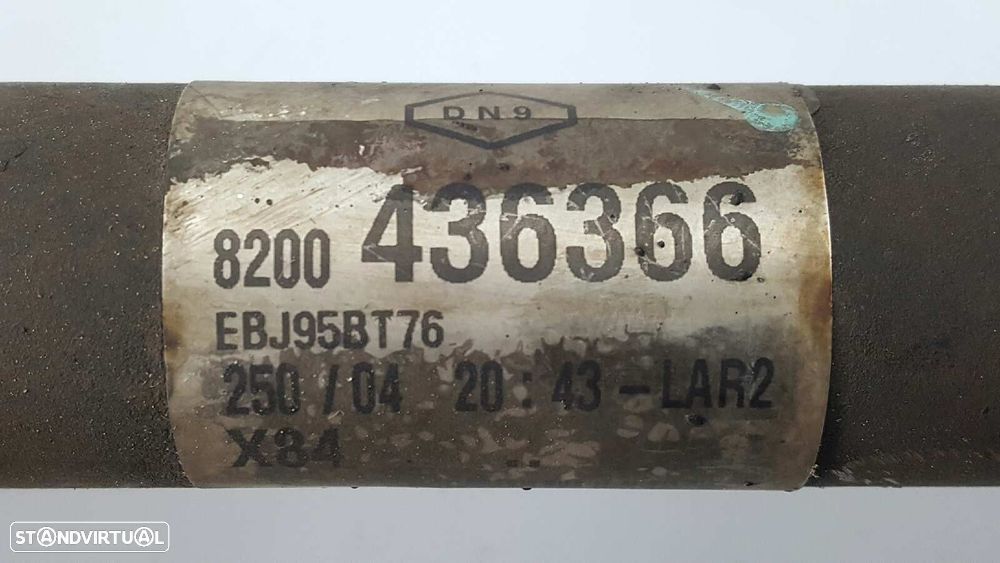 DN9
8200 436366
EBJ95BT76
250 / 04 20 : 43 - LAR2
X84
STANDVIRTUAL